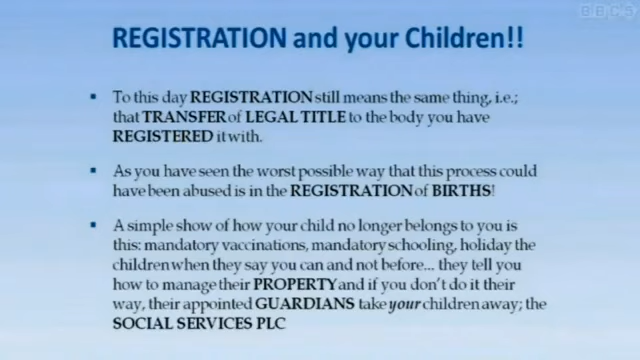 BBC
REGISTRATION and your Children!!
▪ To this day REGISTRATION still means the same thing, i.e.;
that TRANSFER of LEGAL TITLE to the body you have
REGISTERED it with.
▪ As you have seen the worst possible way that this process could
have been abused is in the REGISTRATION of BIRTHS!
▪ A simple show of how your child no longer belongs to you is
this: mandatory vaccinations, mandatory schooling, holiday the
children when they say you can and not before... they tell you
how to manage their PROPERTY and if you don't do it their
way, their appointed GUARDIANS take your children away; the
SOCIAL SERVICES PLC